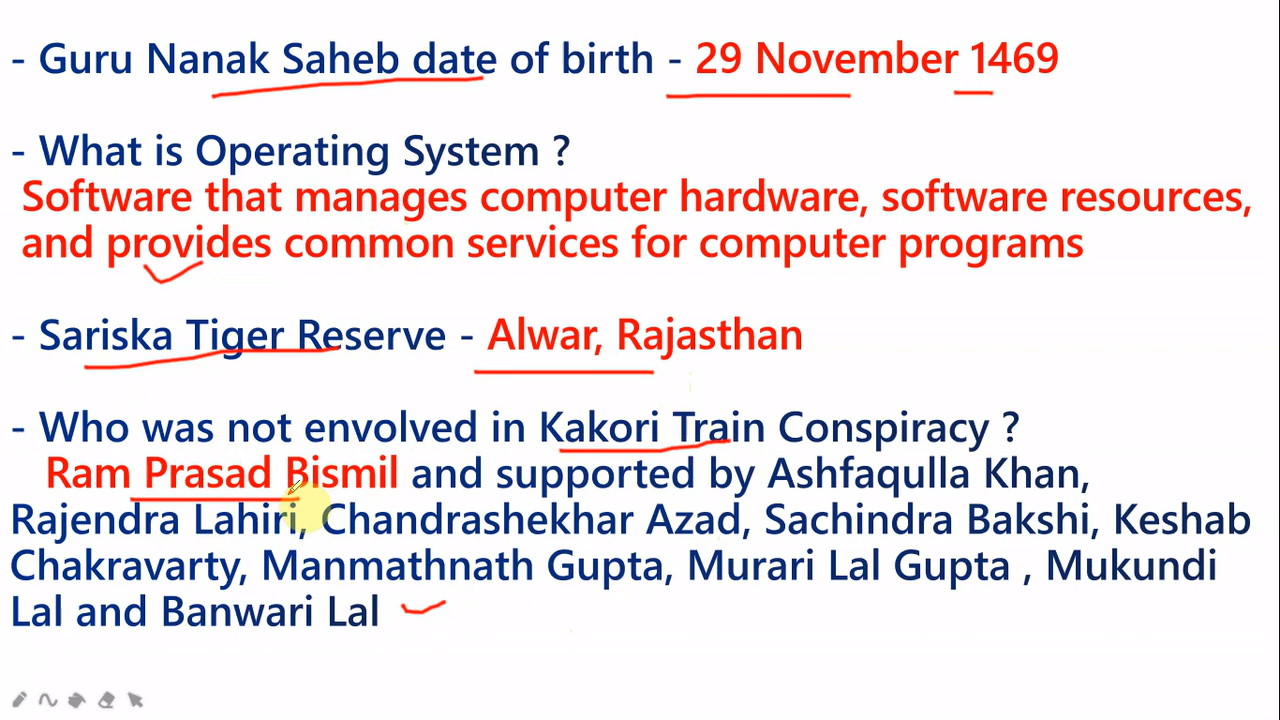 - Guru Nanak Saheb date of birth - 29 November 1469
- What is Operating System ?
Software that manages computer hardware, software resources,
and provides common services for computer programs
- Sariska Tiger Reserve - Alwar, Rajasthan
- Who was not envolved in Kakori Train Conspiracy ?
Ram Prasad Bismil and supported by Ashfaqulla Khan,
Rajendra Lahiri, Chandrashekhar Azad, Sachindra Bakshi, Keshab
Chakravarty, Manmathnath Gupta, Murari Lal Gupta , Mukundi
Lal and Banwari Lal